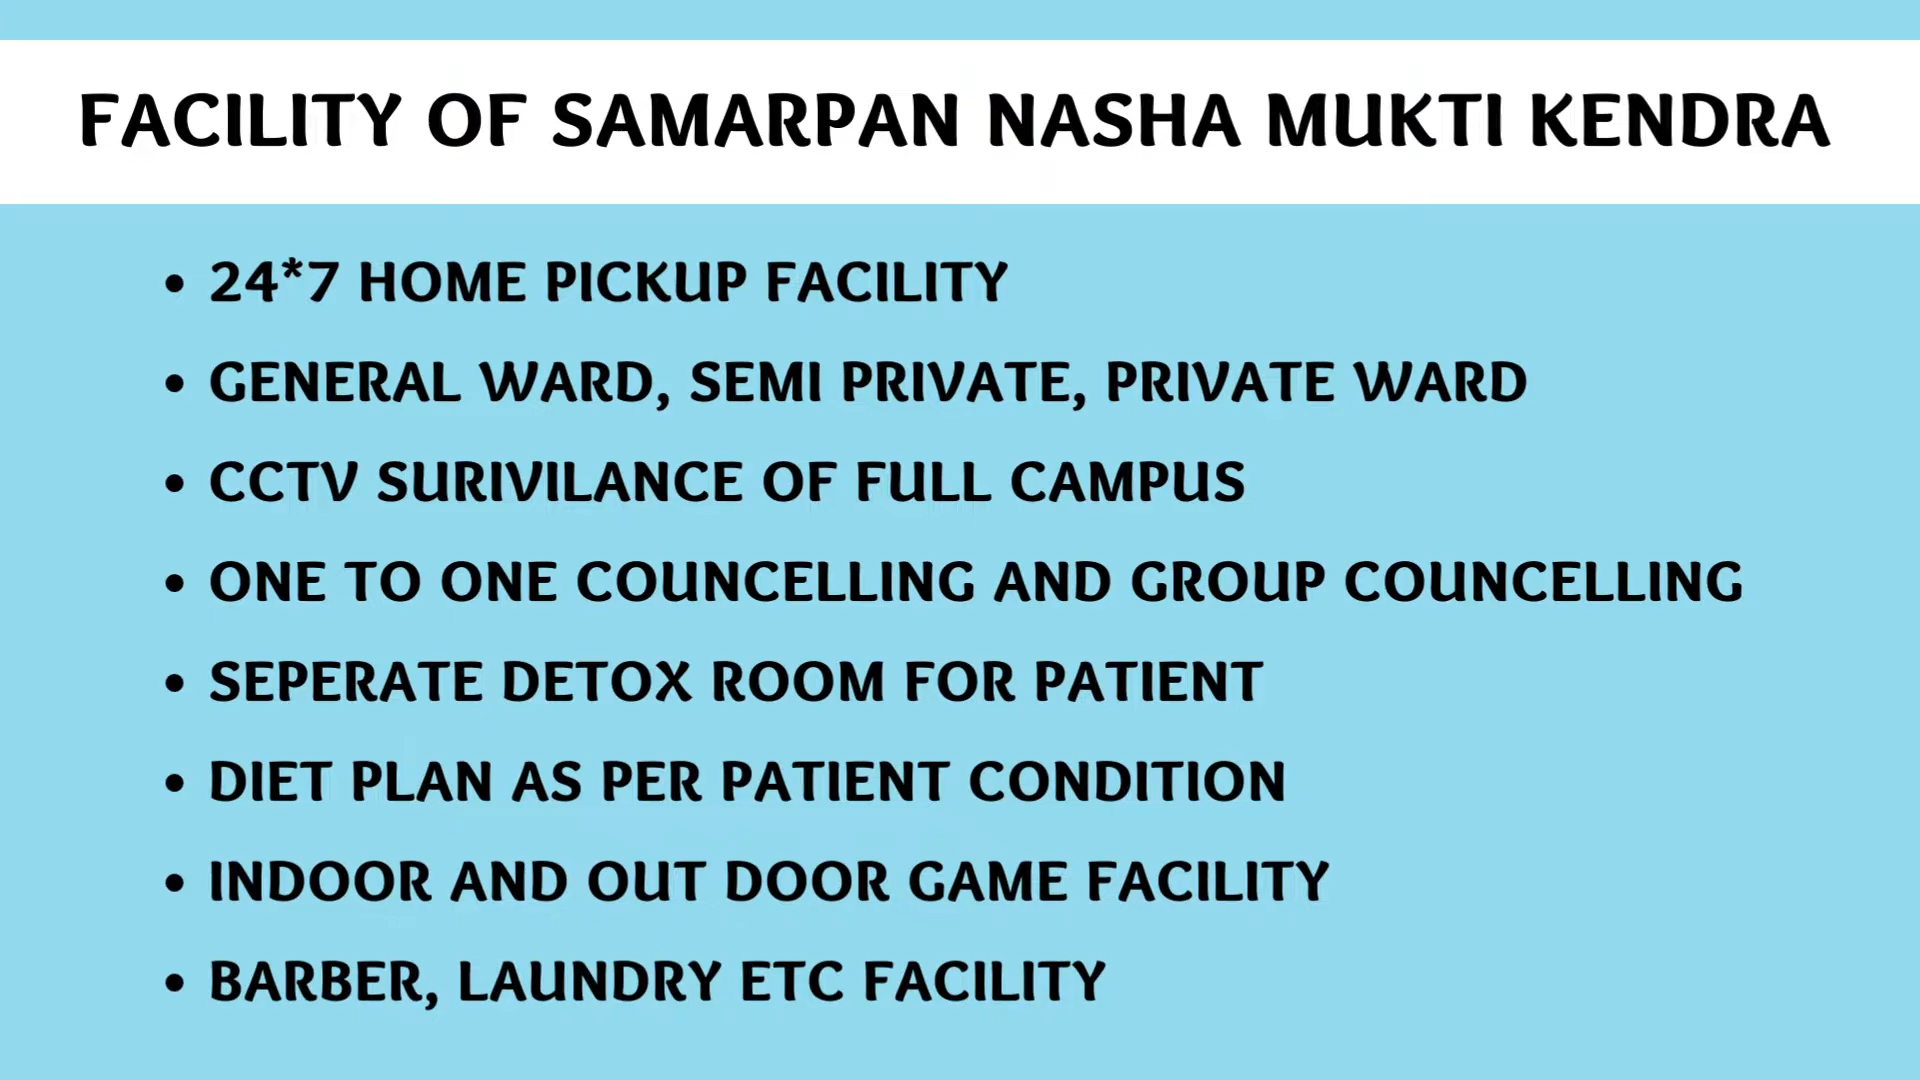 FACILITY OF SAMARPAN NASHA MUKTI KENDRA
• 24*7 HOME PICKUP FACILITY
• GENERAL WARD, SEMI PRIVATE, PRIVATE WARD
• CCTV SURIVILANCE OF FULL CAMPUS
• ONE TO ONE COUNCELLING AND GROUP COUNCELLING
• SEPERATE DETOX ROOM FOR PATIENT
• DIET PLAN AS PER PATIENT CONDITION
• INDOOR AND OUT DOOR GAME FACILITY
• BARBER, LAUNDRY ETC FACILITY